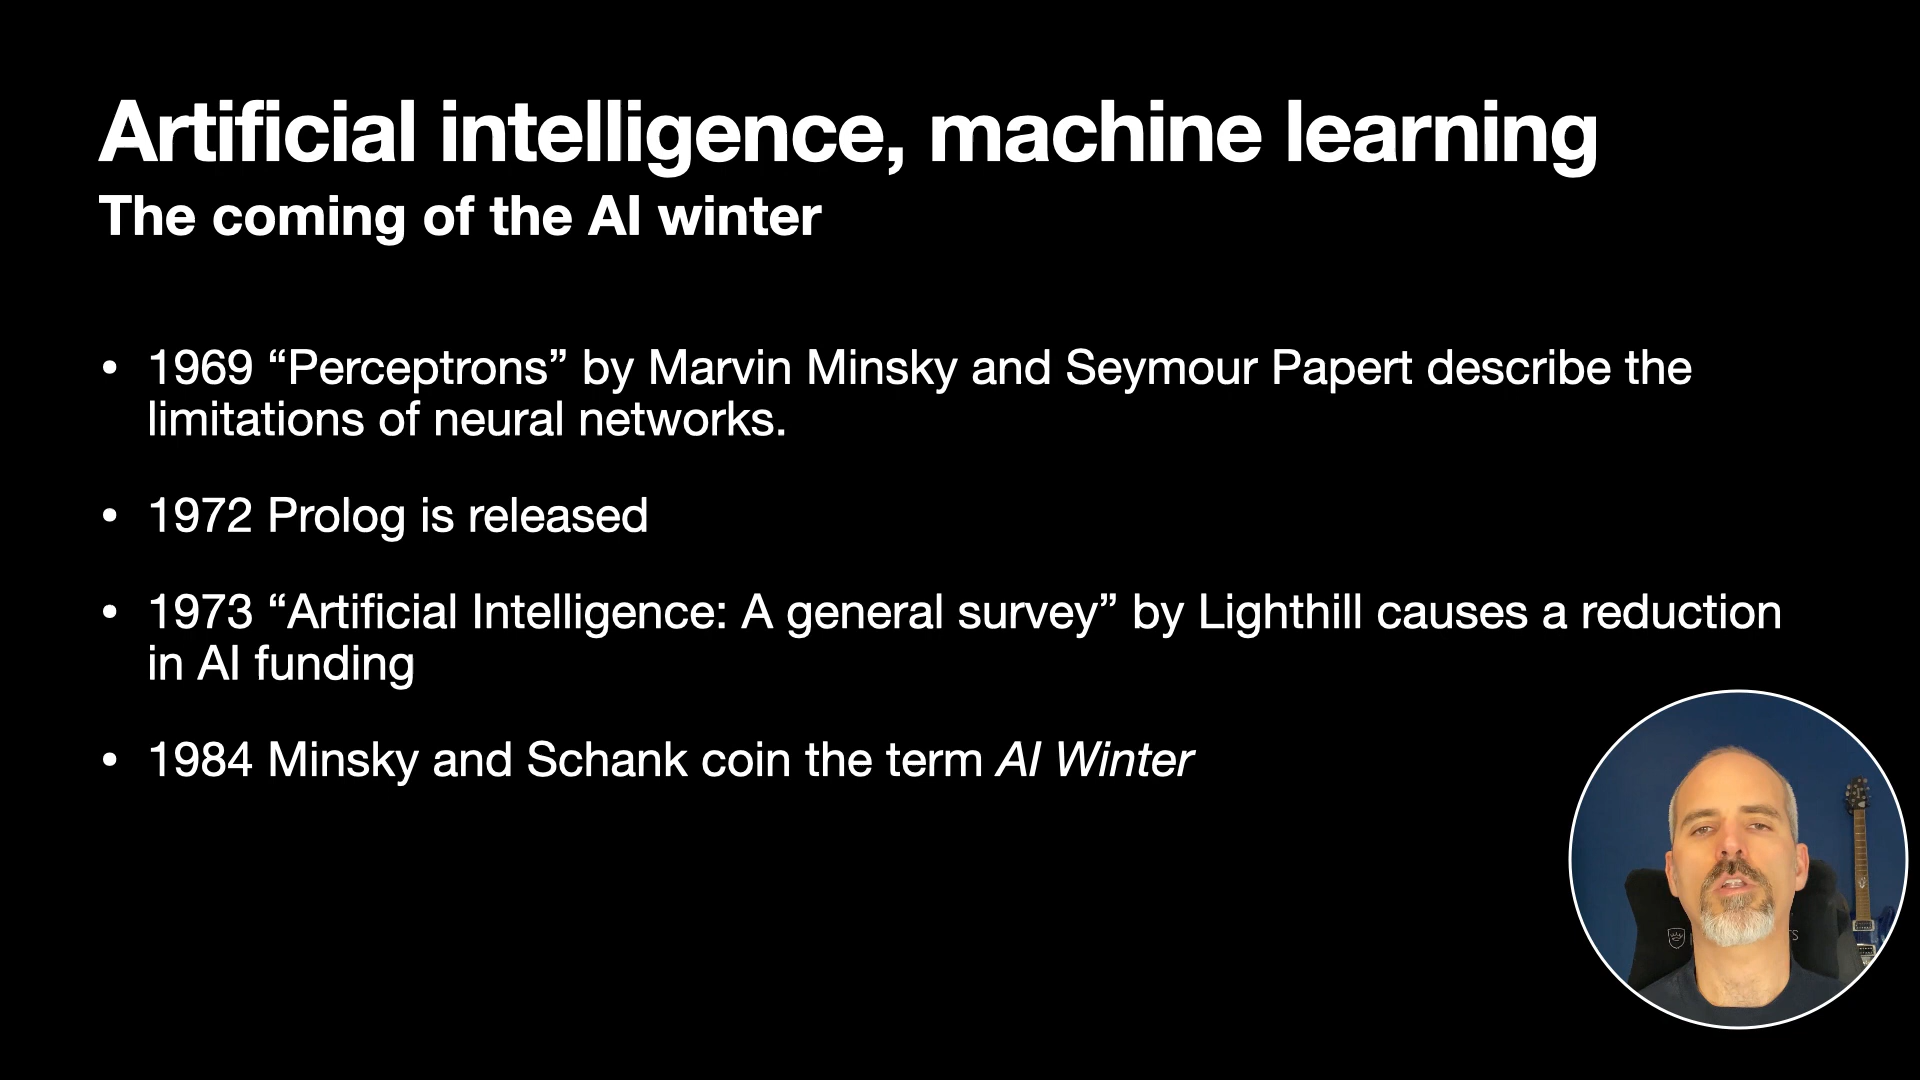 Artificial intelligence, machine learning
The coming of the AI winter
• 1969 “Perceptrons” by Marvin Minsky and Seymour Papert describe the
limitations of neural networks.
• 1972 Prolog is released
• 1973 “Artificial Intelligence: A general survey” by Lighthill causes a reduction
in AI funding
• 1984 Minsky and Schank coin the term AI Winter